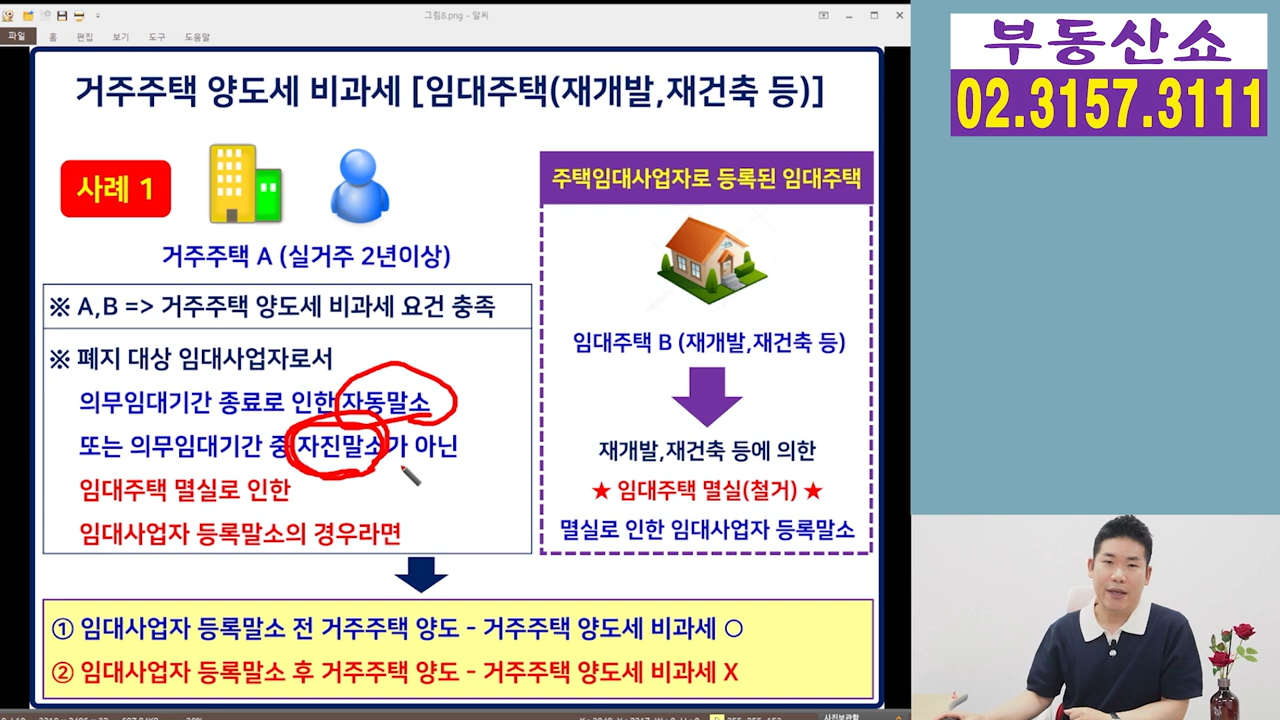 그림8.png - 알씨
파일 홈 편집 보기 도구 도움말
부동산쇼
02.3157.3111
거주주택 양도세 비과세 [임대주택(재개발,재건축 등)]
사례 1
거주주택 A (실거주 2년이상)
※ A,B => 거주주택 양도세 비과세 요건 충족
※ 폐지 대상 임대사업자로서
의무임대기간 종료로 인한 자동말소
또는 의무임대기간 중 자진말소가 아닌
임대주택 멸실로 인한
임대사업자 등록말소의 경우라면
주택임대사업자로 등록된 임대주택
임대주택 B (재개발,재건축 등)
재개발,재건축 등에 의한
★ 임대주택 멸실(철거) ★
멸실로 인한 임대사업자 등록말소
① 임대사업자 등록말소 전 거주주택 양도 - 거주주택 양도세 비과세 ○
② 임대사업자 등록말소 후 거주주택 양도 - 거주주택 양도세 비과세 X